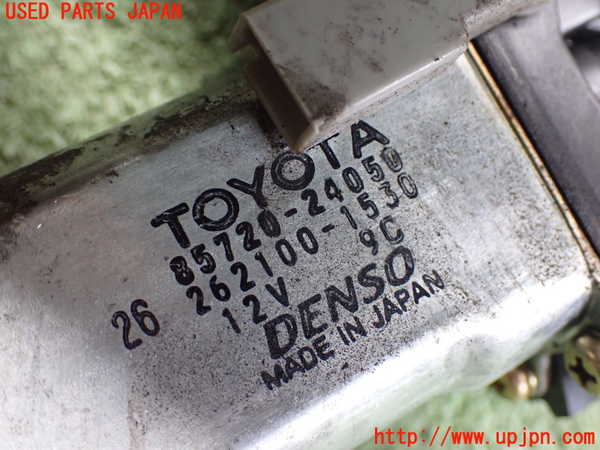 USED PARTS JAPAN
TOYOTA
85720-24050
262100-1530
26 12V 9C
DENSO
MADE IN JAPAN
http://www.upjpn.com/